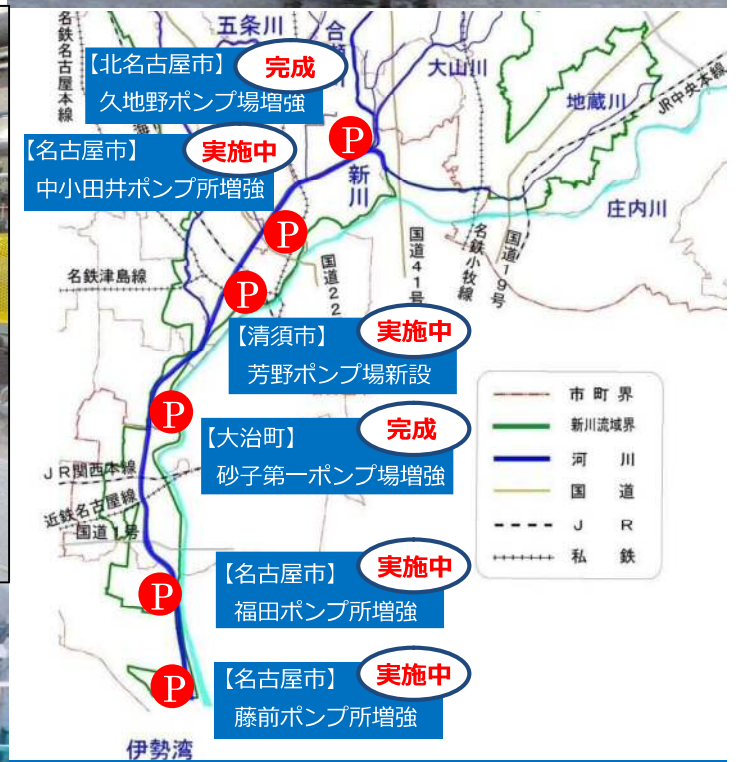 五条川
合
名鉄名古屋本線
大山川
地蔵川
JR中央本線
【北名古屋市】
完成
久地野ポンプ場増強
【名古屋市】
実施中
中小田井ポンプ所増強
P
新川
庄内川
P
国道22
国道41号
名鉄小牧線
国道19号
名鉄津島線
P
【清須市】
実施中
芳野ポンプ場新設
P
【大治町】
完成
砂子第一ポンプ場増強
JR関西本線
近鉄名古屋線
国道1号
市町界
新川流域界
河川
国道
JR
私鉄
P
【名古屋市】
実施中
福田ポンプ所増強
P
【名古屋市】
実施中
藤前ポンプ所増強
伊勢湾